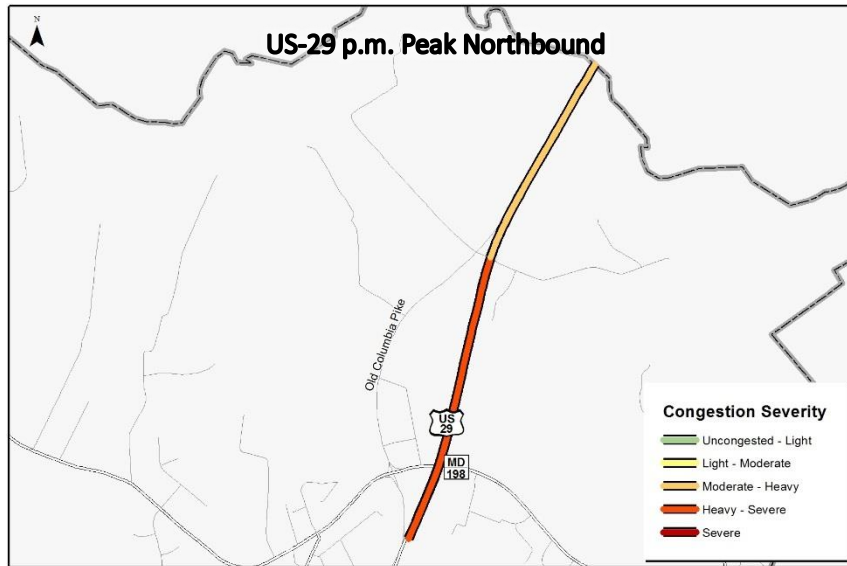 N
US-29 p.m. Peak Northbound
Old Columbia Pike
US
29
MD
198
Congestion Severity
Uncongested - Light
Light - Moderate
Moderate - Heavy
Heavy - Severe
Severe